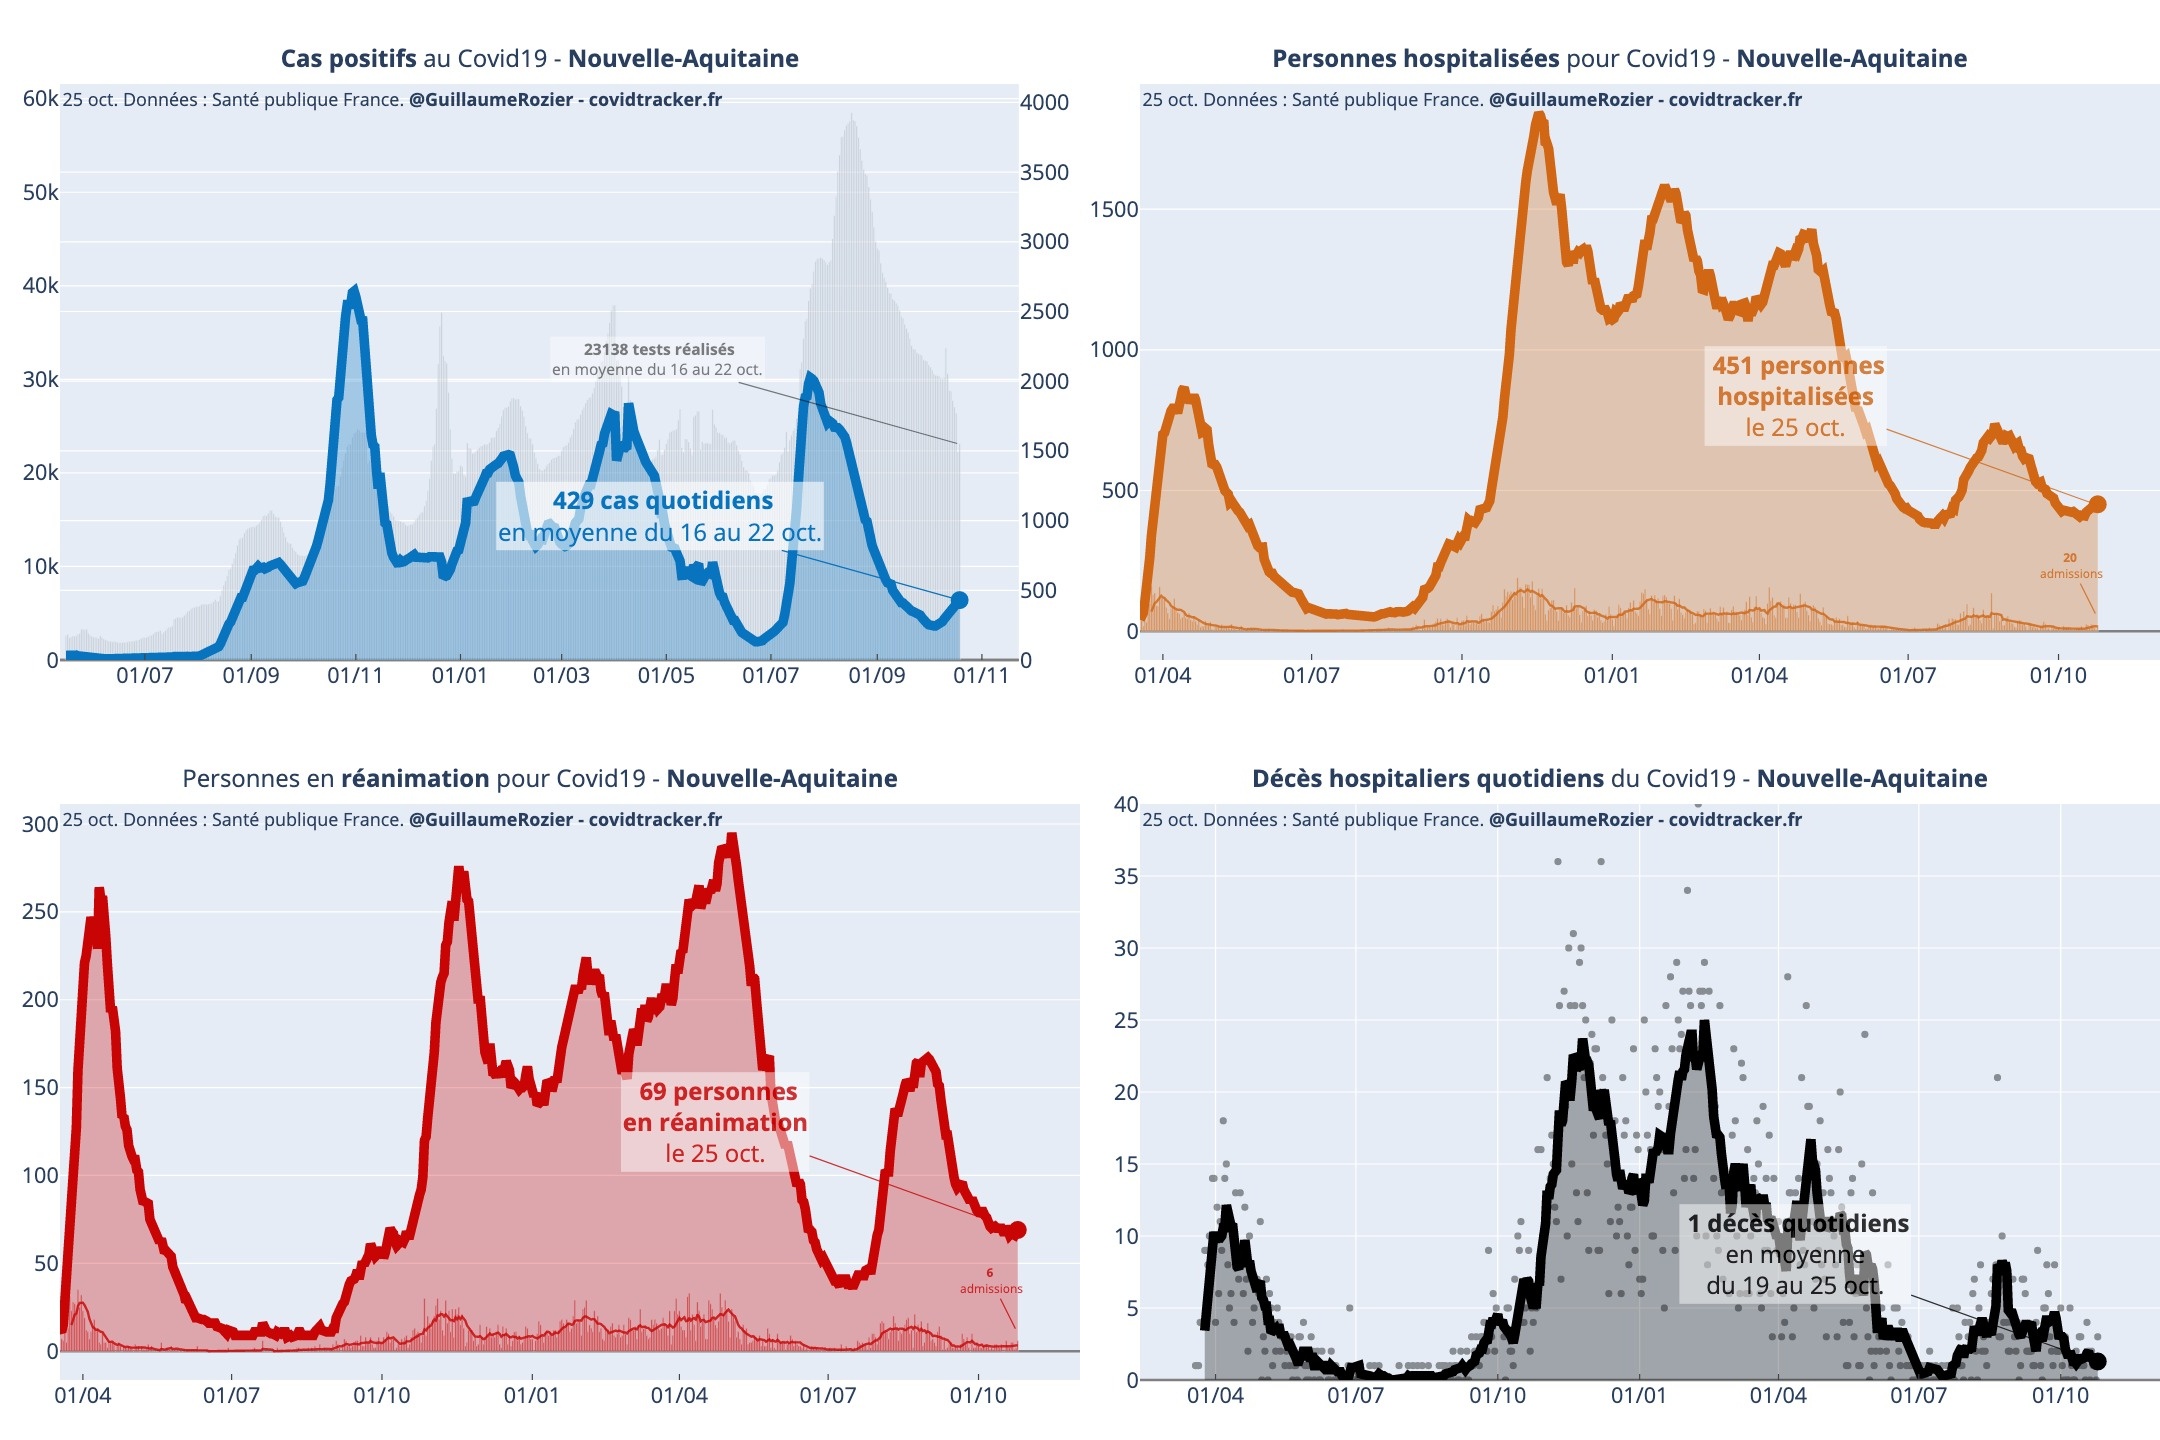 Cas positifs au Covid19 - Nouvelle-Aquitaine
25 oct. Données : Santé publique France. @GuillaumeRozier - covidtracker.fr
60k
50k
40k
30k
20k
10k
0
4000
3500
3000
2500
2000
1500
1000
500
0
23138 tests réalisés
en moyenne du 16 au 22 oct.
429 cas quotidiens
en moyenne du 16 au 22 oct.
01/07 01/09 01/11 01/01 01/03 01/05 01/07 01/09 01/11
Personnes hospitalisées pour Covid19 - Nouvelle-Aquitaine
25 oct. Données : Santé publique France. @GuillaumeRozier - covidtracker.fr
1500
1000
500
0
451 personnes
hospitalisées
le 25 oct.
20
admissions
01/04 01/07 01/10 01/01 01/04 01/07 01/10
Personnes en réanimation pour Covid19 - Nouvelle-Aquitaine
25 oct. Données : Santé publique France. @GuillaumeRozier - covidtracker.fr
300
250
200
150
100
50
0
69 personnes
en réanimation
le 25 oct.
6
admissions
01/04 01/07 01/10 01/01 01/04 01/07 01/10
Décès hospitaliers quotidiens du Covid19 - Nouvelle-Aquitaine
25 oct. Données : Santé publique France. @GuillaumeRozier - covidtracker.fr
40
35
30
25
20
15
10
5
0
1 décès quotidiens
en moyenne
du 19 au 25 oct.
01/04 01/07 01/10 01/01 01/04 01/07 01/10